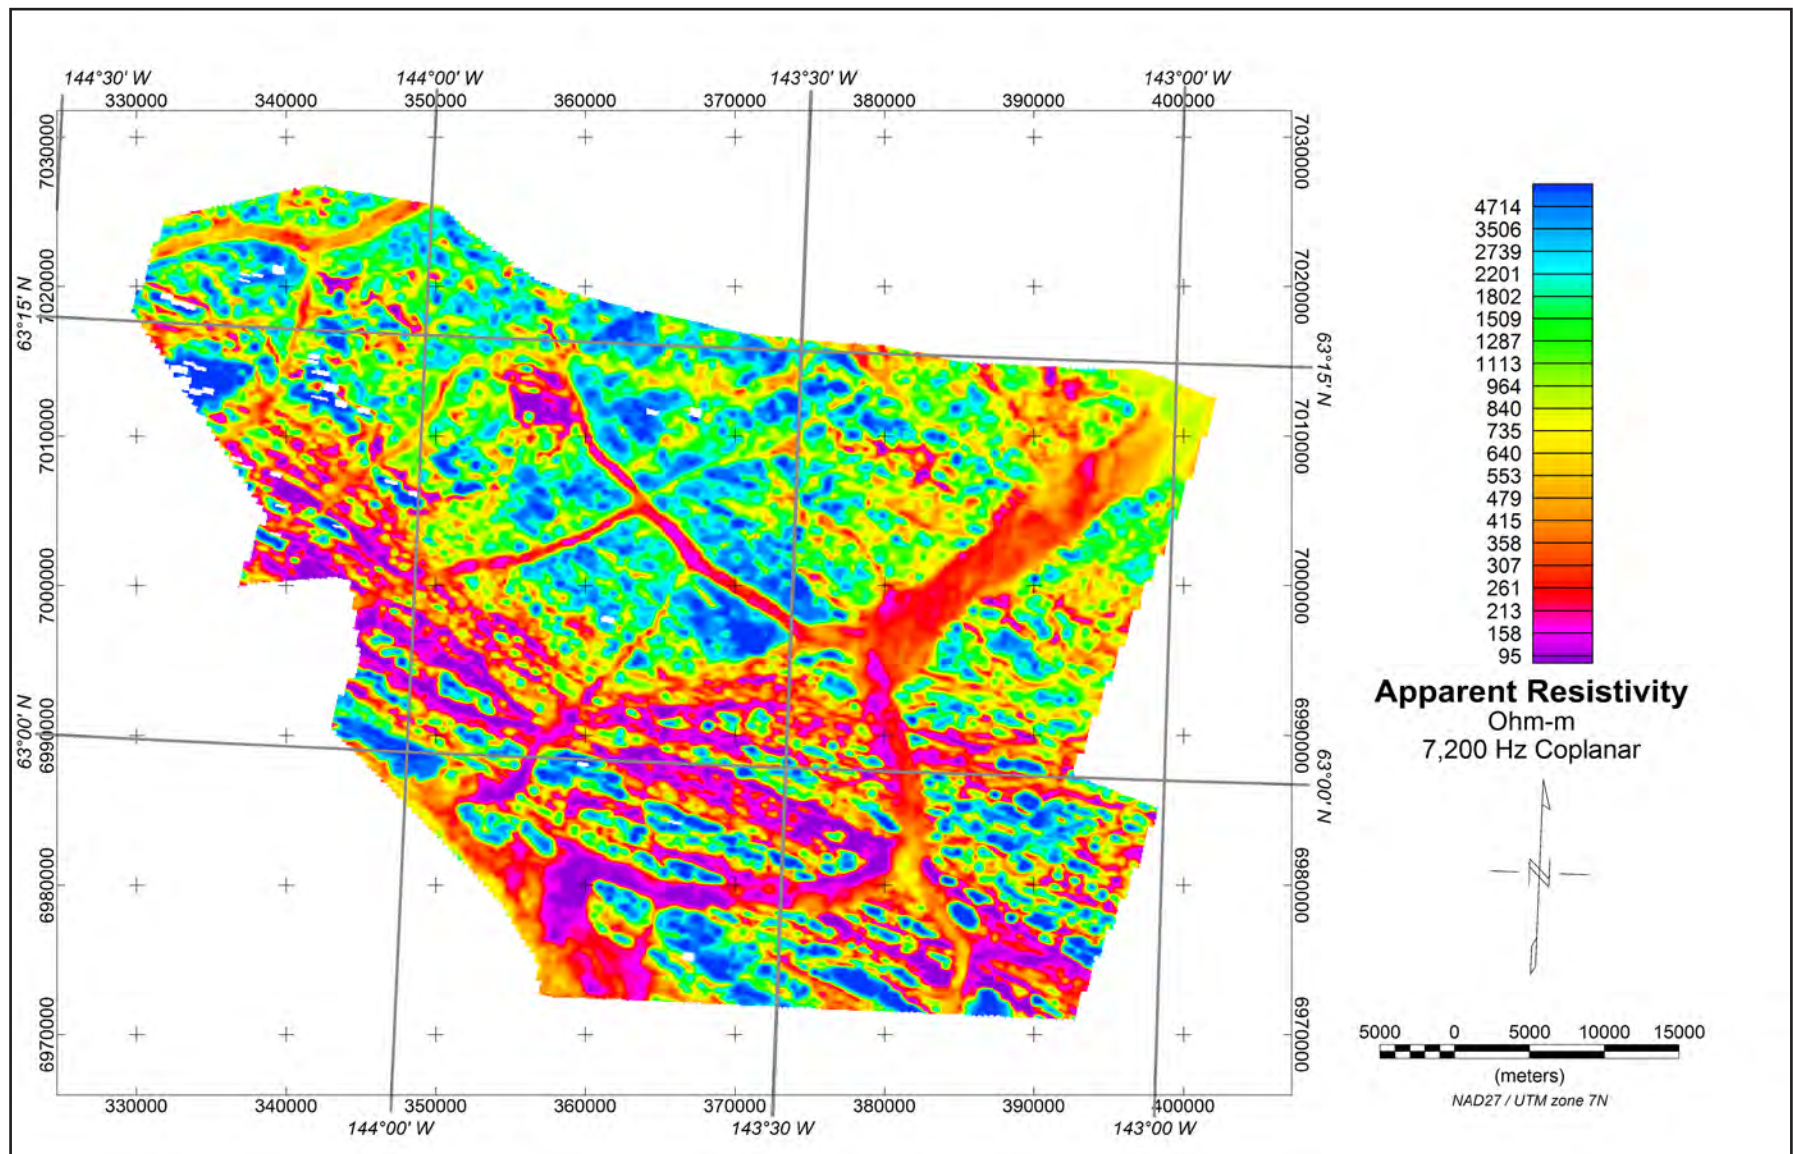 144°30' W 144°00' W 143°30' W 143°00' W
330000 340000 350000 360000 370000 380000 390000 400000
7030000 7030000
7020000 7020000
63°15' N 63°15' N
7010000 7010000
7000000 7000000
6990000 6990000
63°00' N 63°00' N
6980000 6980000
6970000 6970000
330000 340000 350000 360000 370000 380000 390000 400000
144°00' W 143°30' W 143°00' W
4714
3506
2739
2201
1802
1509
1287
1113
964
840
735
640
553
479
415
358
307
261
213
158
95
Apparent Resistivity
Ohm-m
7,200 Hz Coplanar
N
5000 0 5000 10000 15000
(meters)
NAD27 / UTM zone 7N